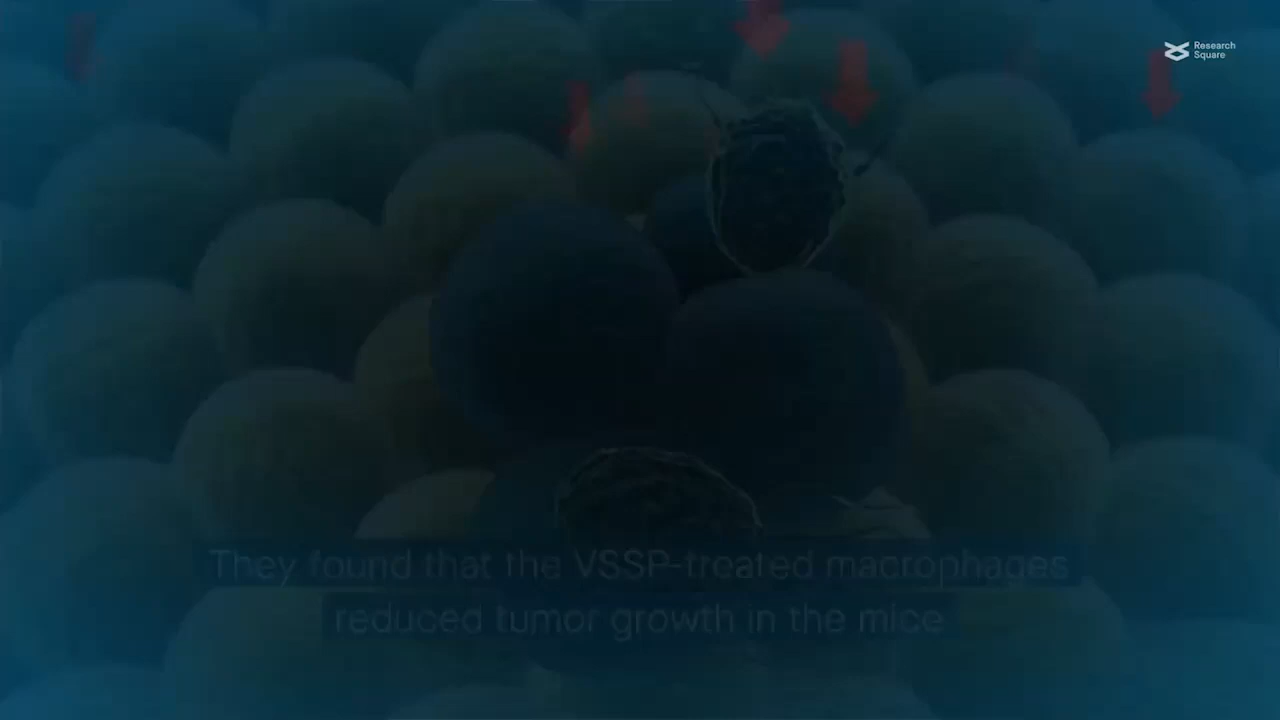 Research
Square
They found that the VSSP-treated macrophages
reduced tumor growth in the mice